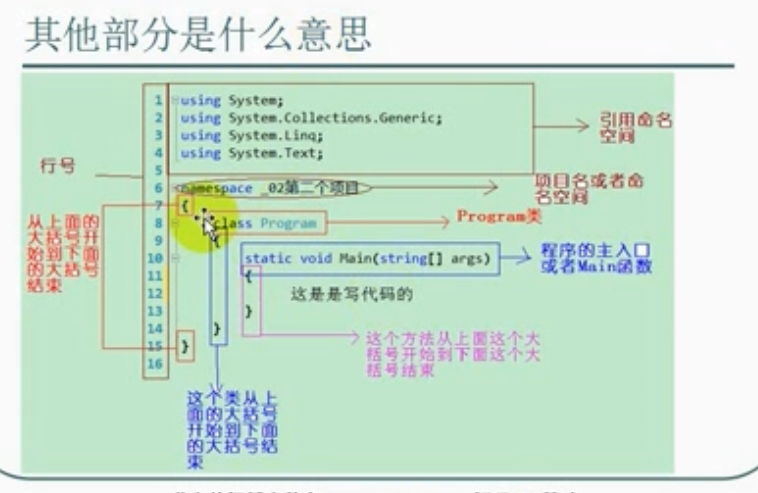 其他部分是什么意思
1 using System;
2 using System.Collections.Generic;
3 using System.Linq;
4 using System.Text;
5
6 namespace _02第二个项目
7 {
8 class Program
9 {
10 static void Main(string[] args)
11 {
12 这是是写代码的
13 }
14 }
15 }
16
引用命名
空间
行号
项目名或者命
名空间
Program类
从上面的
大括号开
始到下面
的大括号
结束
程序的主入口
或者Main函数
这个方法从上面这个大
括号开始到下面这个大
括号结束
这个类从上
面的大括号
开始到下面
的大括号结
束